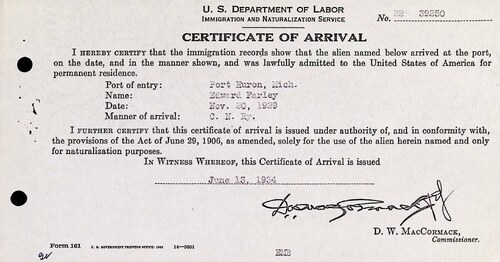 U. S. DEPARTMENT OF LABOR
IMMIGRATION AND NATURALIZATION SERVICE
No. 22 39250
CERTIFICATE OF ARRIVAL
I HEREBY CERTIFY that the immigration records show that the alien named below arrived at the port,
on the date, and in the manner shown, and was lawfully admitted to the United States of America for
permanent residence.
Port of entry: Port Huron, Mich.
Name: Edward Farley
Date: Nov. 20, 1929
Manner of arrival: C. N. Ry.
I FURTHER CERTIFY that this certificate of arrival is issued under authority of, and in conformity with,
the provisions of the Act of June 29, 1906, as amended, solely for the use of the alien herein named and only
for naturalization purposes.
IN WITNESS WHEREOF, this Certificate of Arrival is issued
June 13, 1934
D. W. MACCORMACK,
Commissioner.
Form 161 U. S. GOVERNMENT PRINTING OFFICE: 14—2601